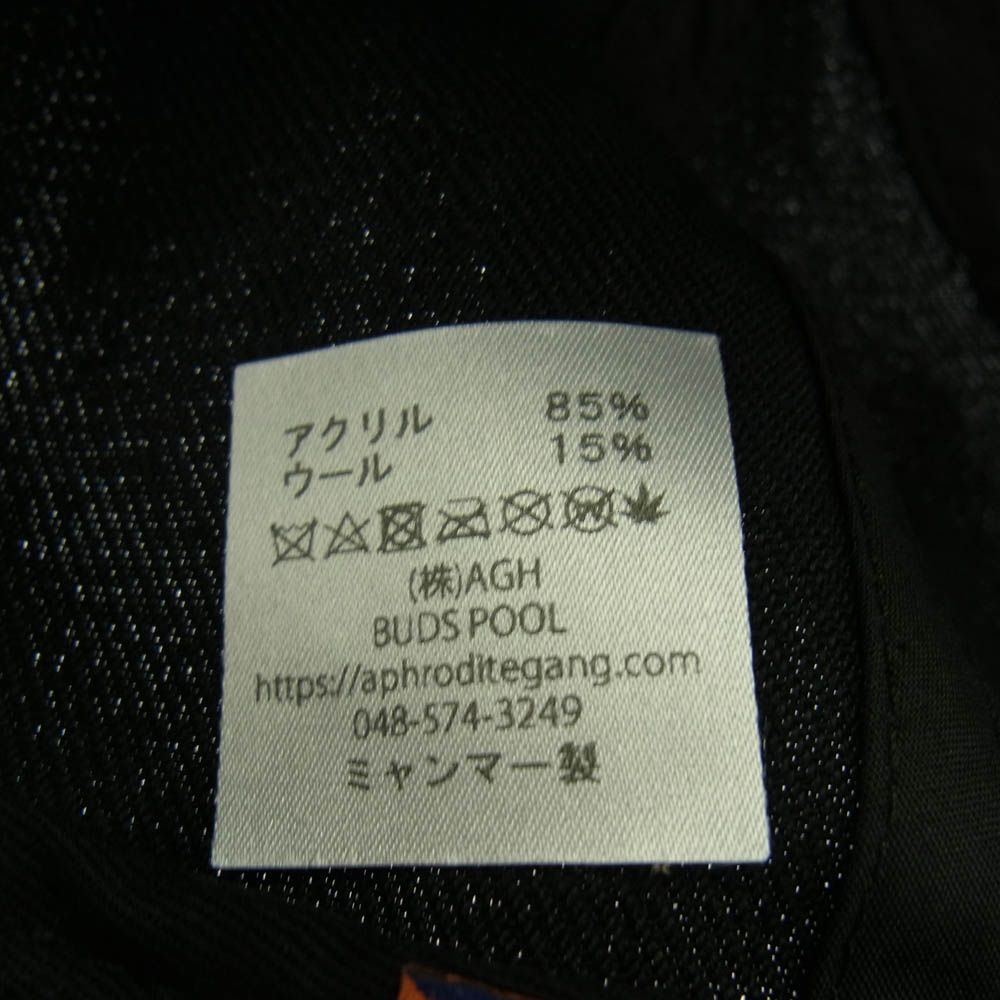 アクリル 85%
ウール 15%
(株)AGH
BUDS POOL
https://aphroditegang.com
048-574-3249
ミャンマー製